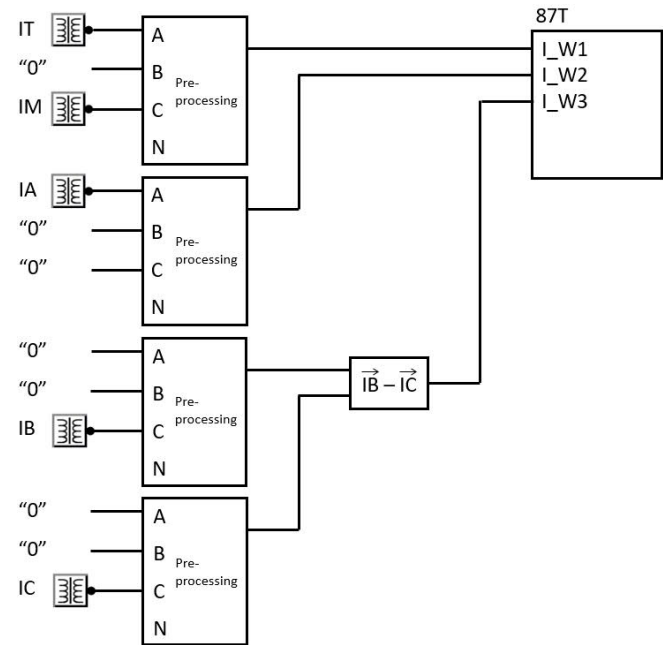 87T
IT
A
I_W1
“0”
B
Pre-
processing
I_W2
IM
C
I_W3
N
IA
A
“0”
B
Pre-
processing
“0”
C
N
“0”
A
“0”
B
Pre-
processing
IB
C
N
IB – IC
“0”
A
“0”
B
Pre-
processing
IC
C
N